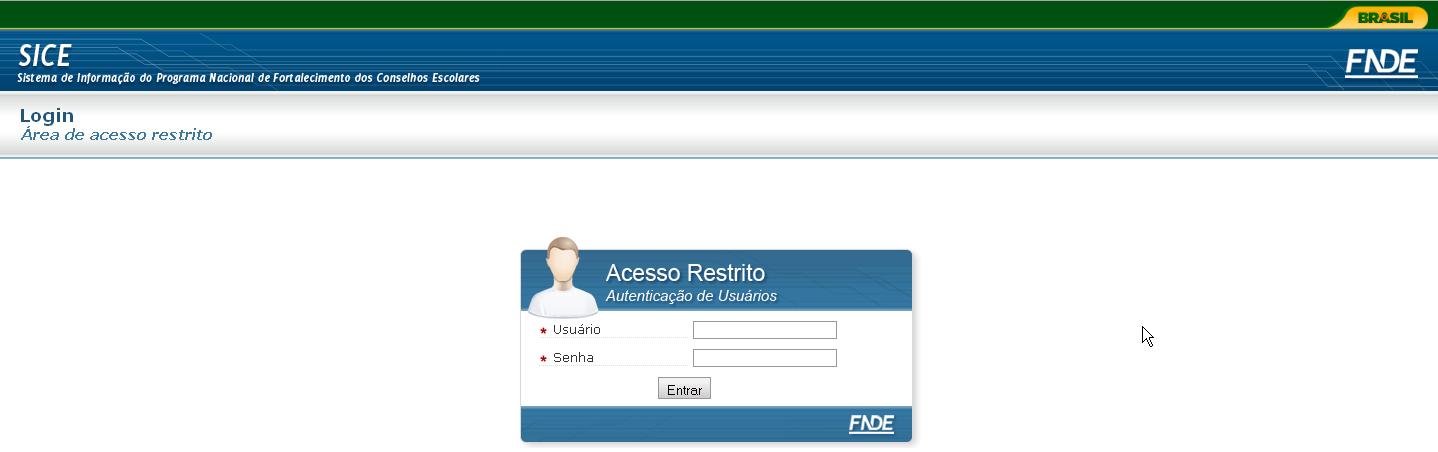 BRASIL
SICE
Sistema de Informação do Programa Nacional de Fortalecimento dos Conselhos Escolares
FNDE
Login
Área de acesso restrito
Acesso Restrito
Autenticação de Usuários
* Usuário
* Senha
Entrar
FNDE